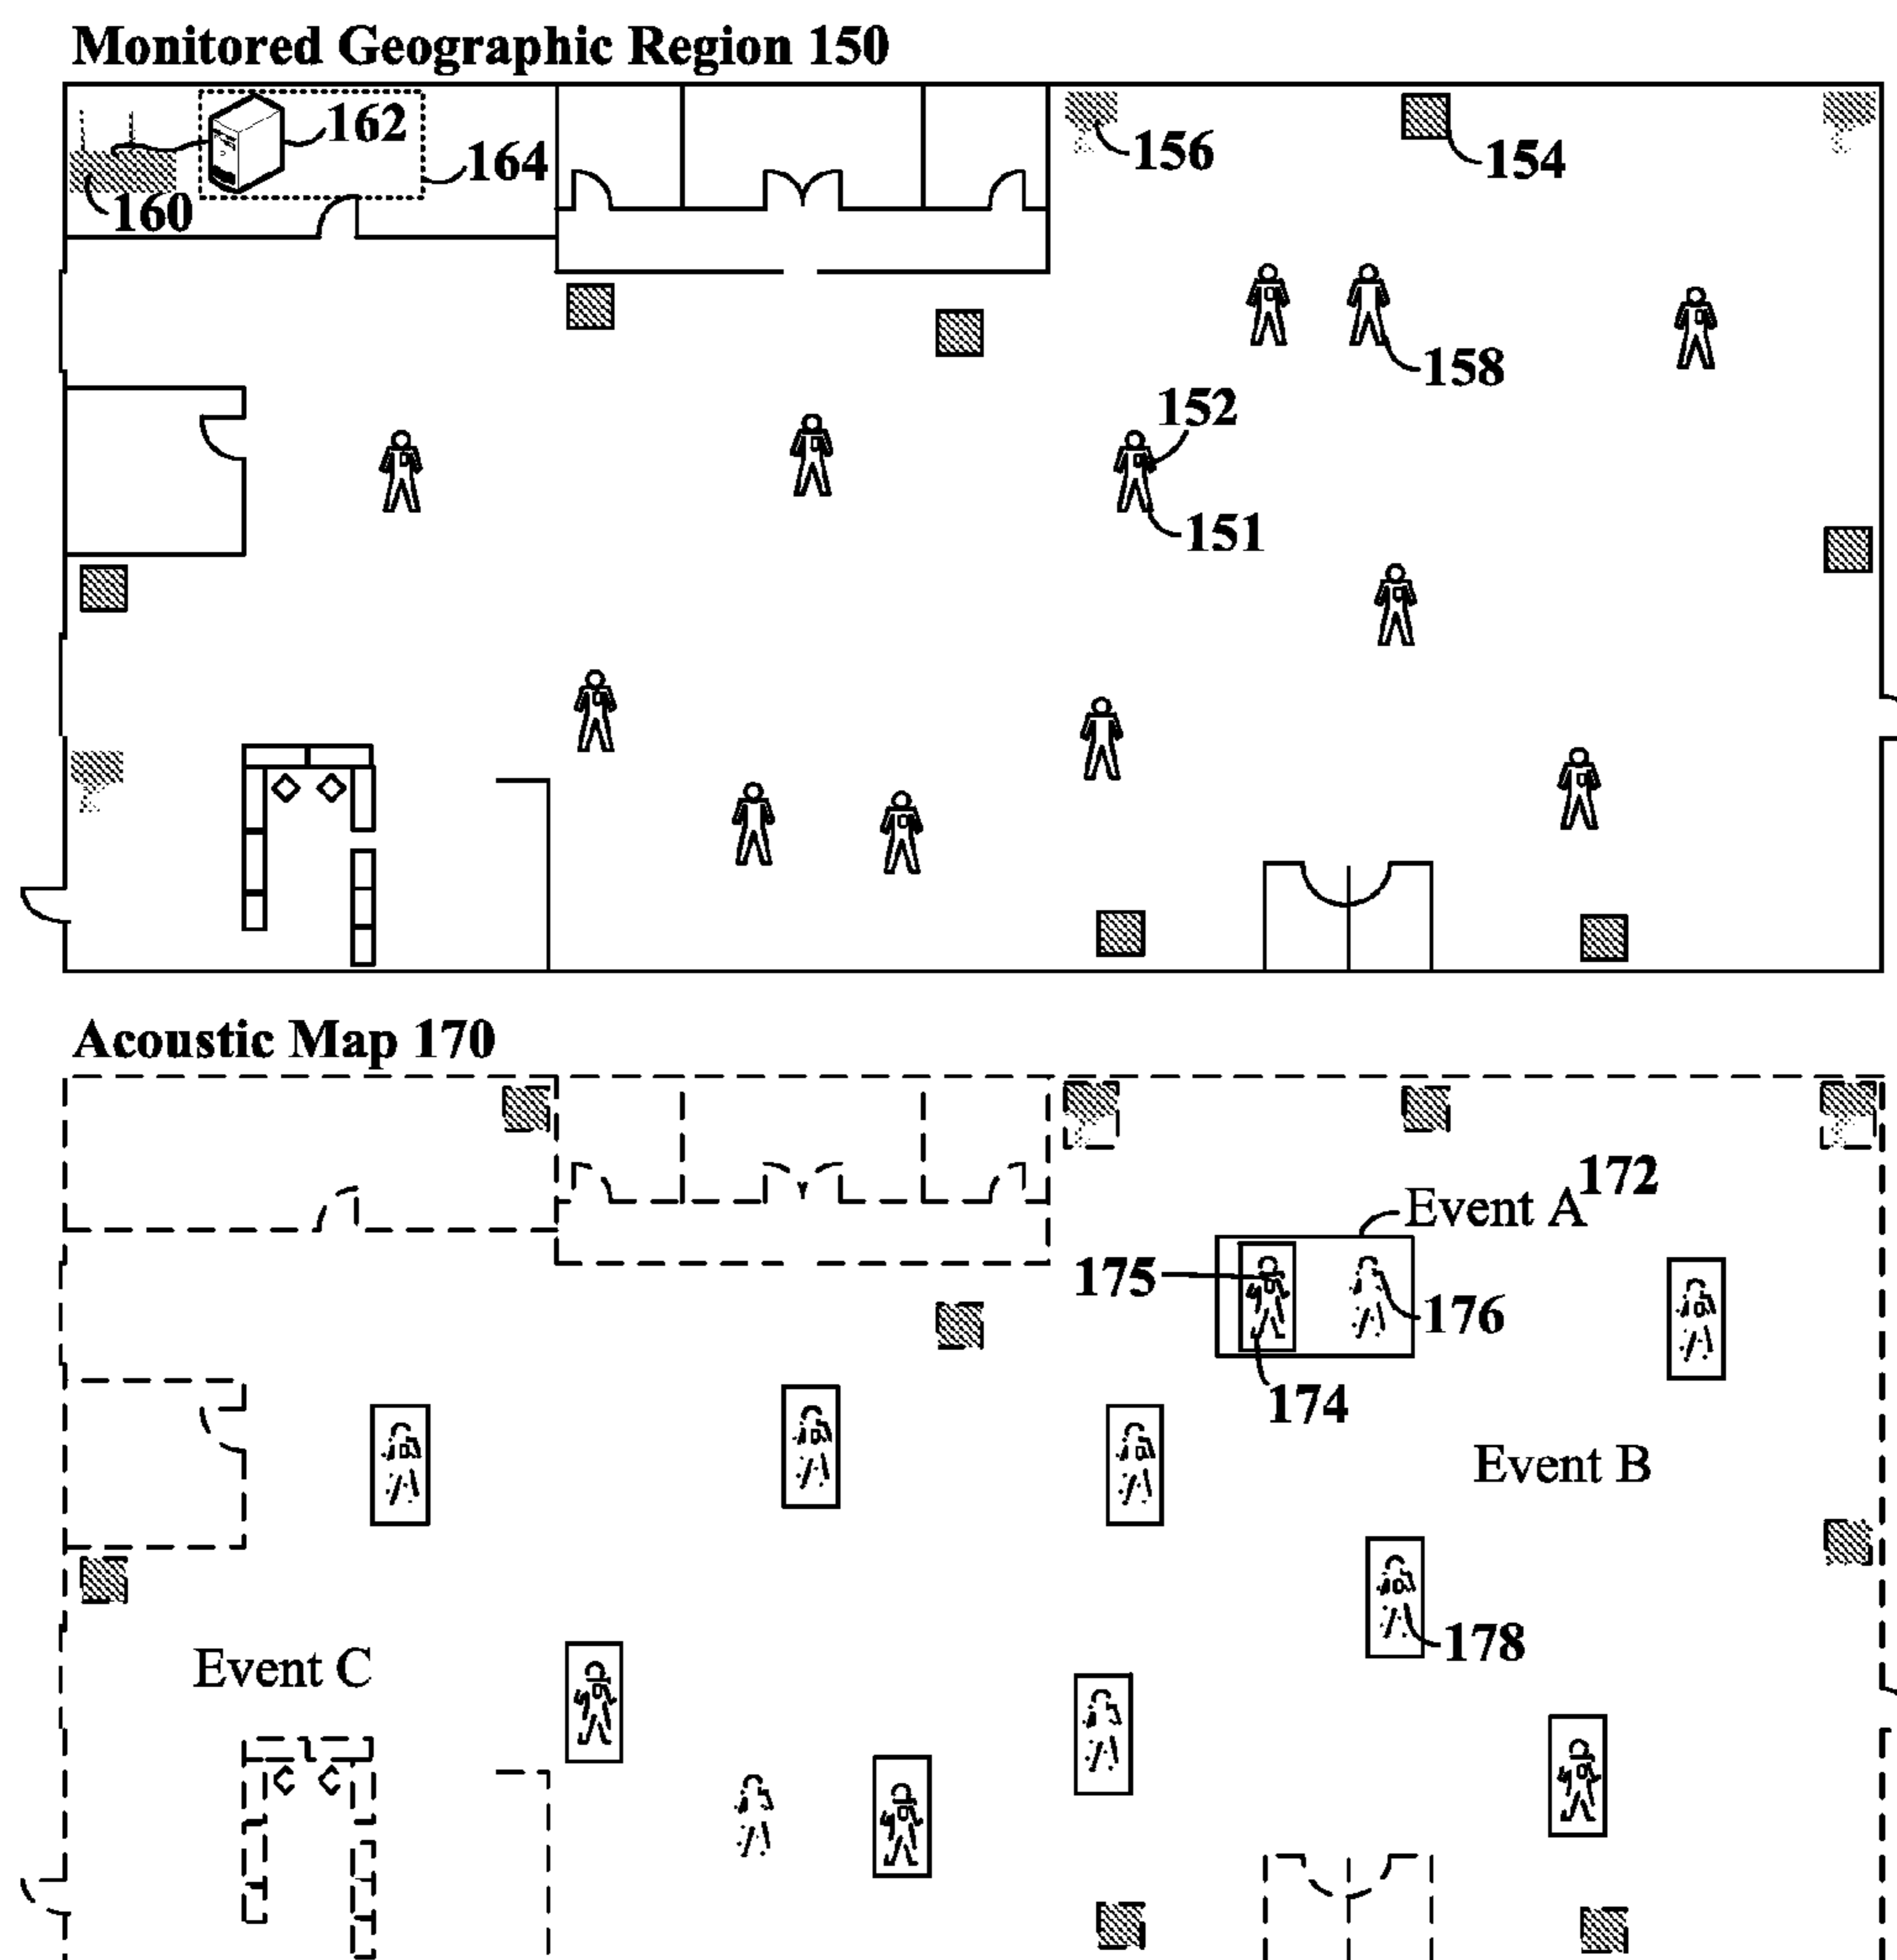 Monitored Geographic Region 150
162
156
154
164
160
158
152
151
Acoustic Map 170
172
Event A
175
176
174
Event B
178
Event C